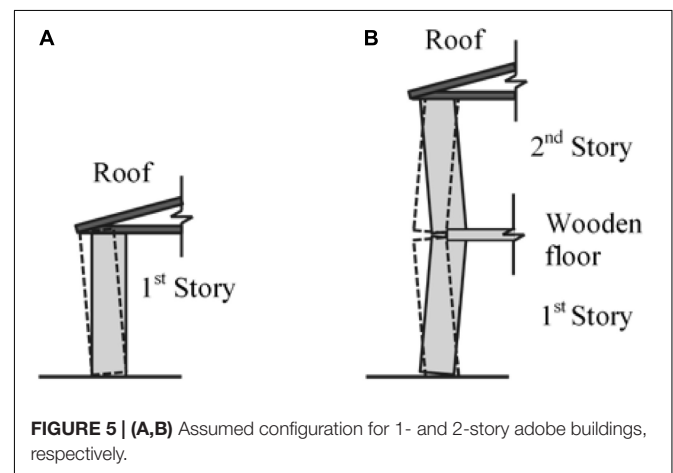 A
Roof
1st Story
B
Roof
2nd Story
Wooden
floor
1st Story
FIGURE 5 | (A,B) Assumed configuration for 1- and 2-story adobe buildings,
respectively.